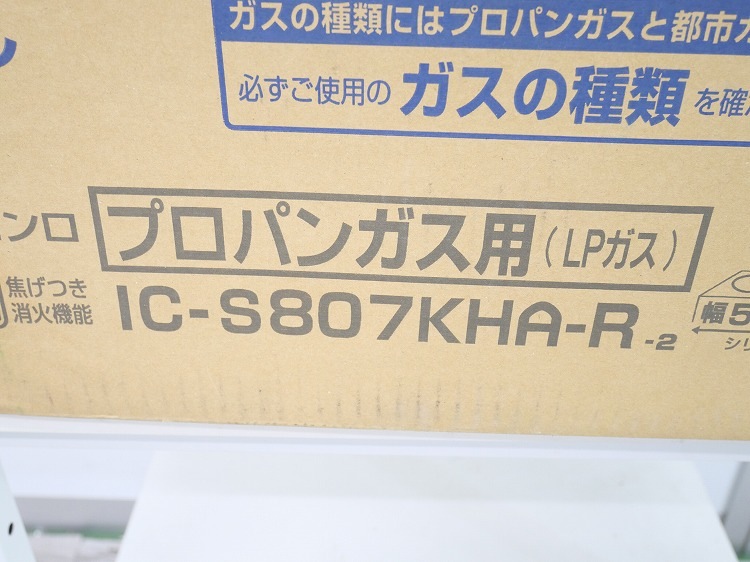 ガスの種類にはプロパンガスと都市
必ずご使用の ガスの種類 を確
ンロ
プロパンガス用(LPガス)
焦げつき
消火機能
IC-S807KHA-R-2
幅5
シリ